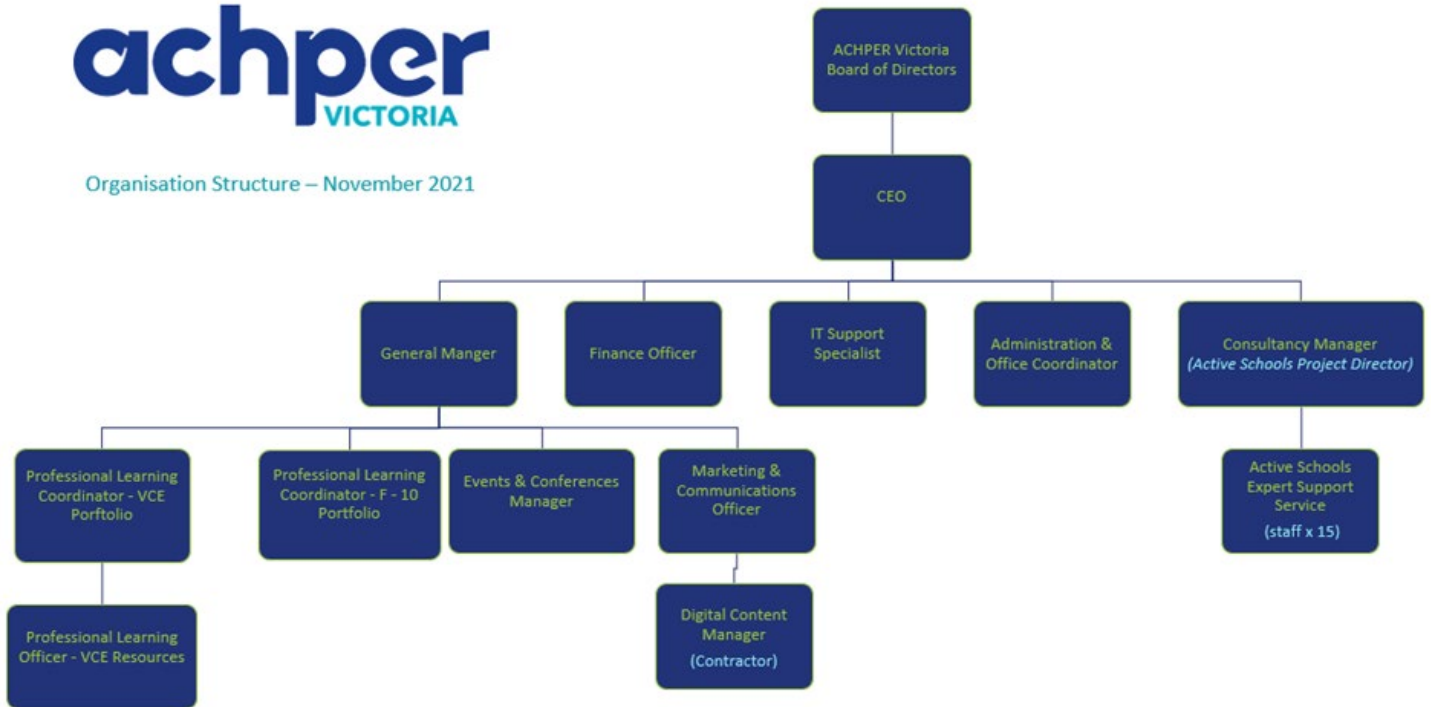 achper
VICTORIA
Organisation Structure – November 2021
ACHPER Victoria
Board of Directors
CEO
General Manger
Finance Officer
IT Support
Specialist
Administration &
Office Coordinator
Consultancy Manager
(Active Schools Project Director)
Professional Learning
Coordinator - VCE
Porftolio
Professional Learning
Coordinator - F - 10
Portfolio
Events & Conferences
Manager
Marketing &
Communications
Officer
Active Schools
Expert Support
Service
(staff x 15)
Professional Learning
Officer - VCE Resources
Digital Content
Manager
(Contractor)